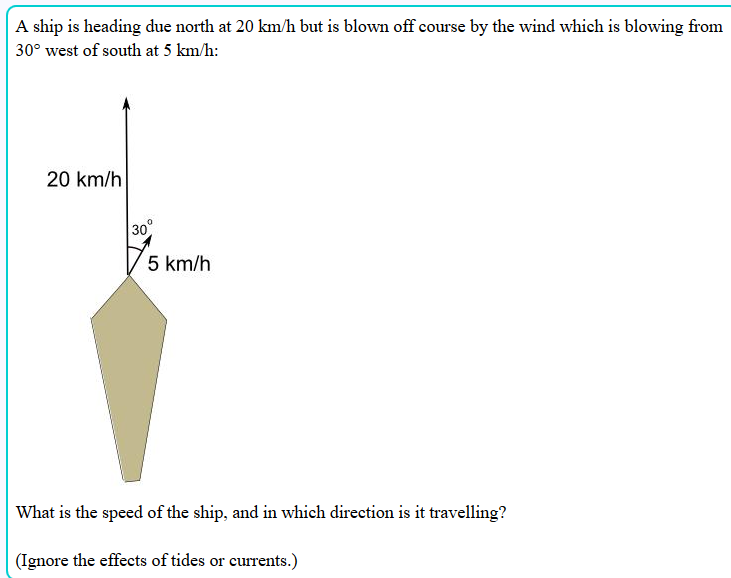 A ship is heading due north at 20 km/h but is blown off course by the wind which is blowing from
30° west of south at 5 km/h:
20 km/h
30°
5 km/h
What is the speed of the ship, and in which direction is it travelling?
(Ignore the effects of tides or currents.)